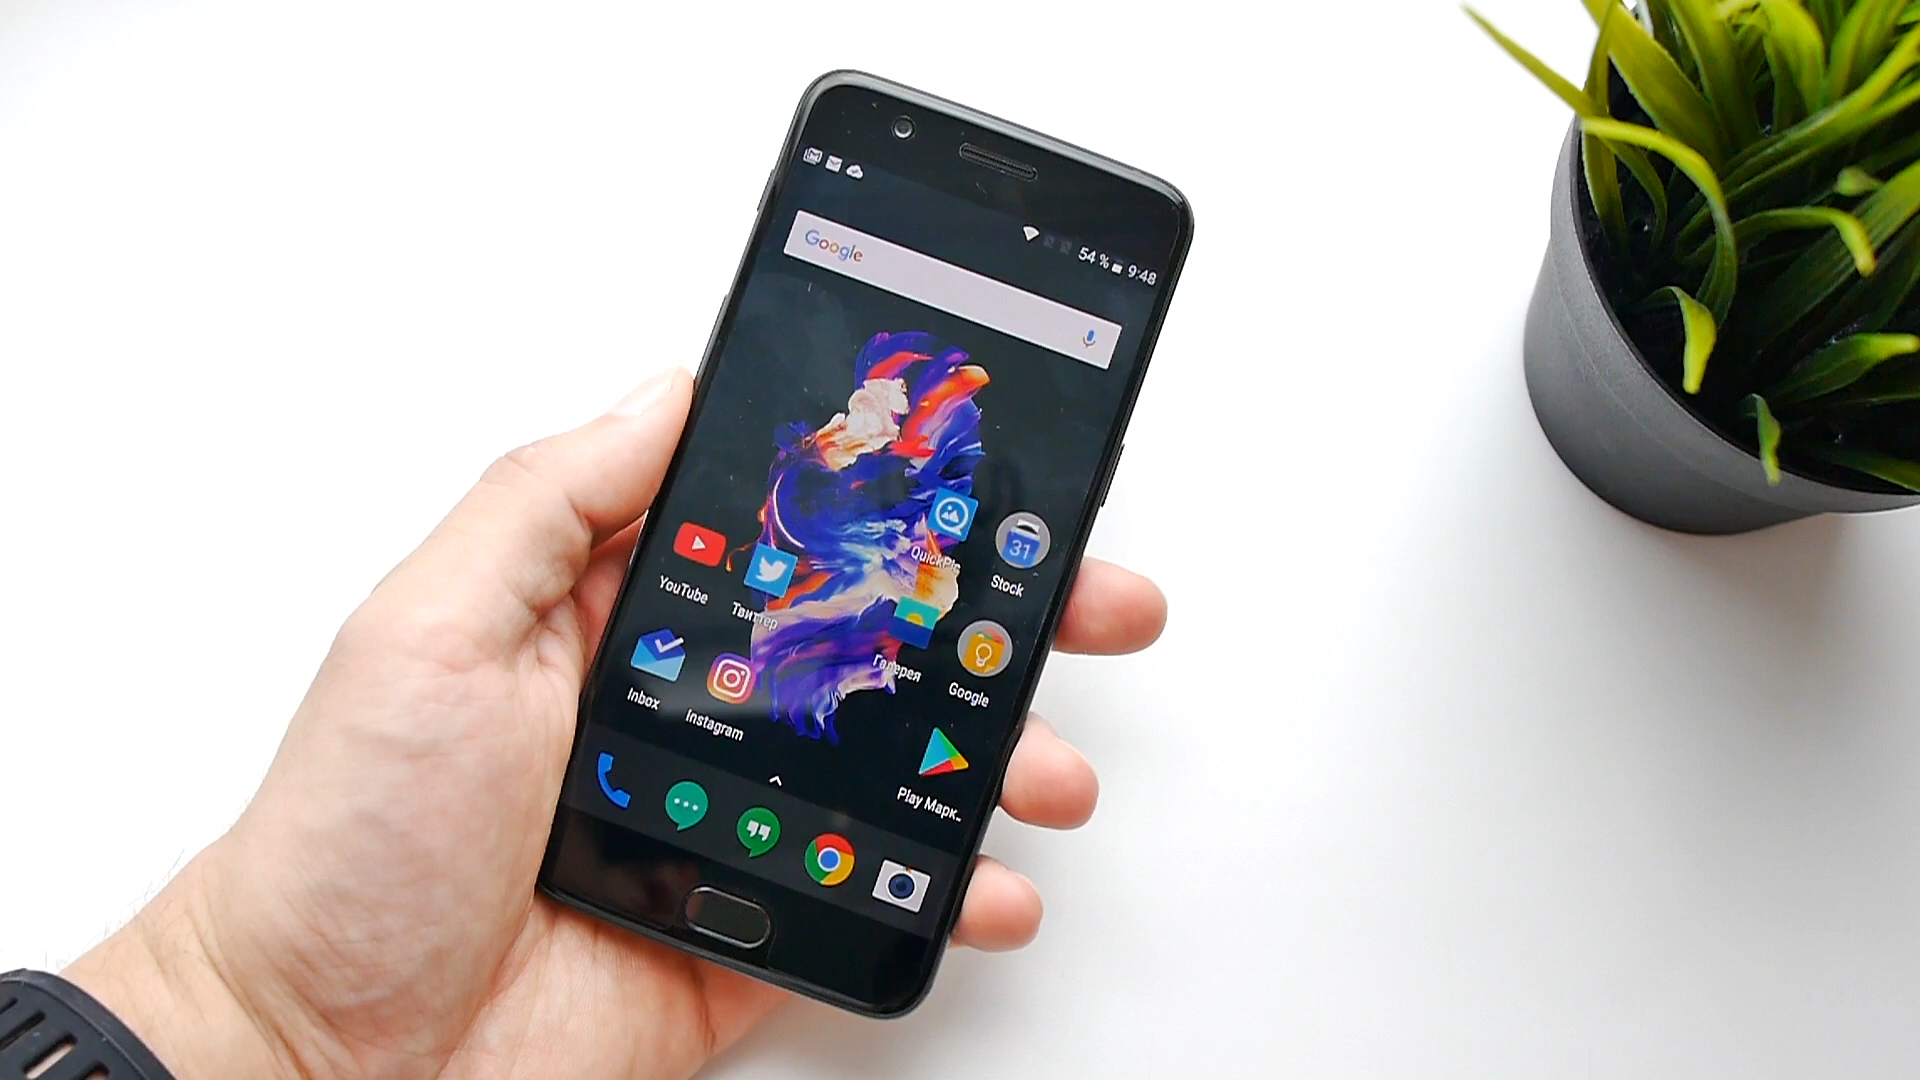 54 % 9:48
Google
QuickPic
Stock
31
YouTube
Твиттер
Галерея
Google
Inbox
Instagram
Play Марк...